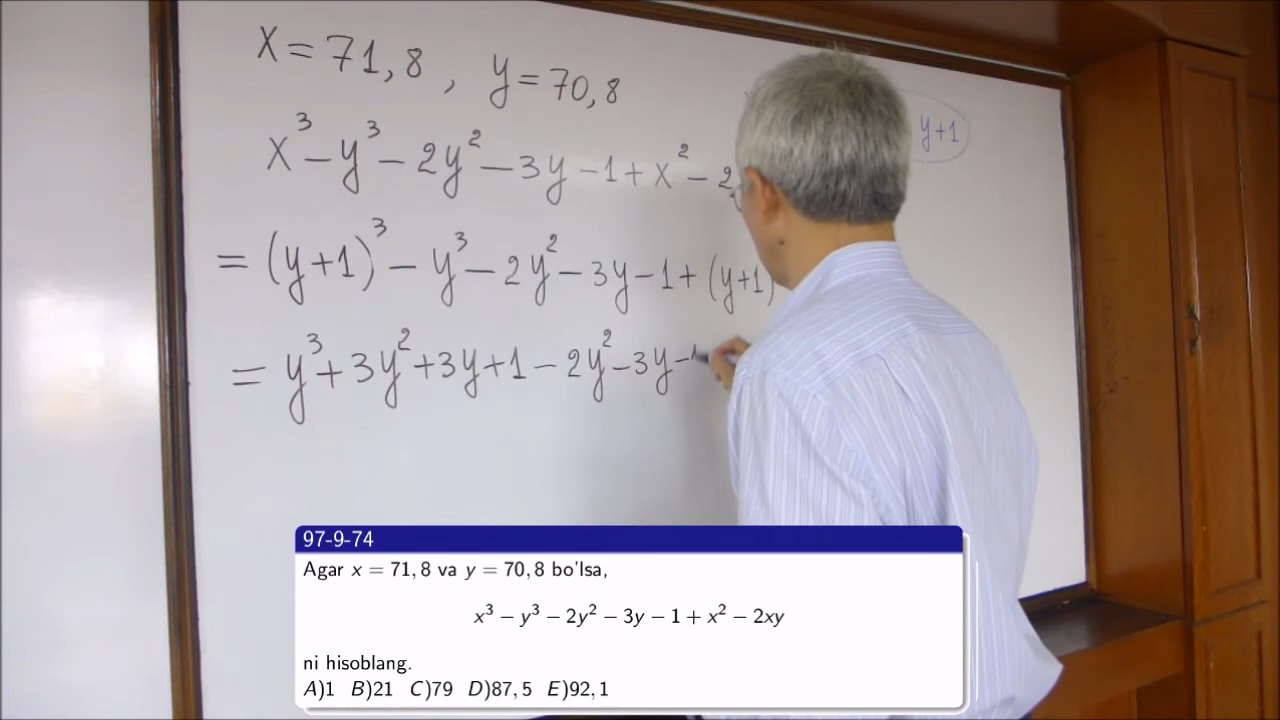 x = 71,8 , y = 70,8
x³ − y³ − 2y² − 3y − 1 + x² − 2
y+1
= (y+1)³ − y³ − 2y² − 3y − 1 + (y+1)
= y³ + 3y² + 3y + 1 − 2y² − 3y − 1
97-9-74
Agar x = 71,8 va y = 70,8 bo'lsa,
x³ − y³ − 2y² − 3y − 1 + x² − 2xy
ni hisoblang.
A)1 B)21 C)79 D)87,5 E)92,1